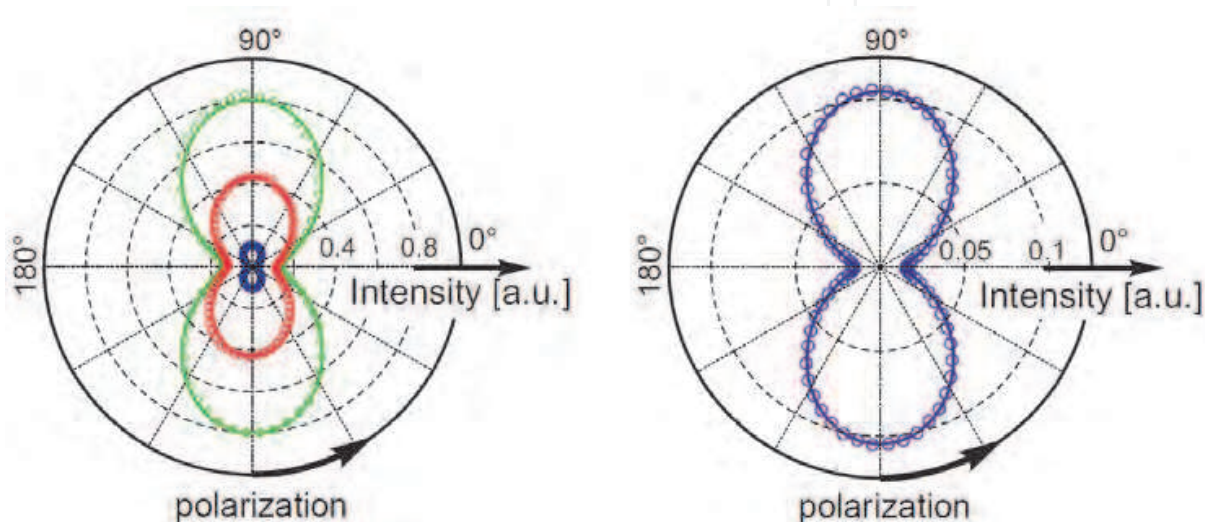 90°
180°
0.4 0.8 0°
Intensity [a.u.]
polarization
90°
180°
0.05 0.1 0°
Intensity [a.u.]
polarization